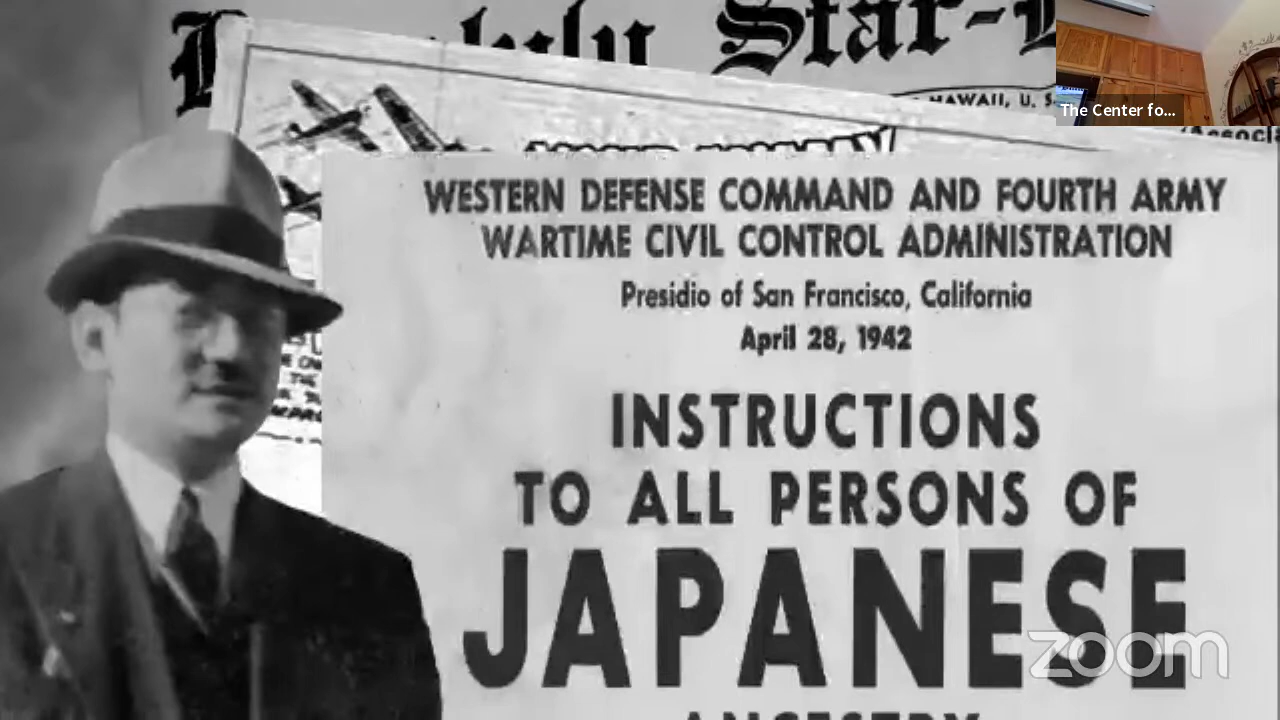 Star-
HAWAII, U. S.
The Center fo...
WESTERN DEFENSE COMMAND AND FOURTH ARMY
WARTIME CIVIL CONTROL ADMINISTRATION
Presidio of San Francisco, California
April 28, 1942
INSTRUCTIONS
TO ALL PERSONS OF
JAPANESE
ANCESTRY
zoom